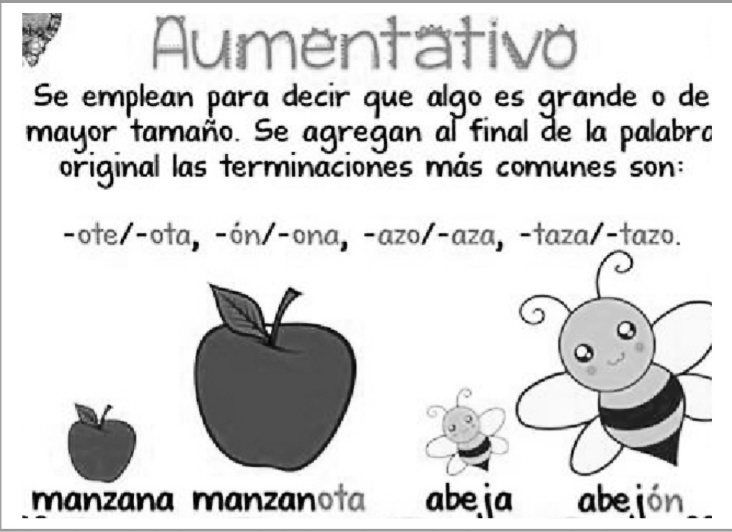 Aumentativo
Se emplean para decir que algo es grande o de
mayor tamaño. Se agregan al final de la palabra
original las terminaciones más comunes son:
-ote/-ota, -ón/-ona, -azo/-aza, -taza/-tazo.
manzana manzanota abeja abejón